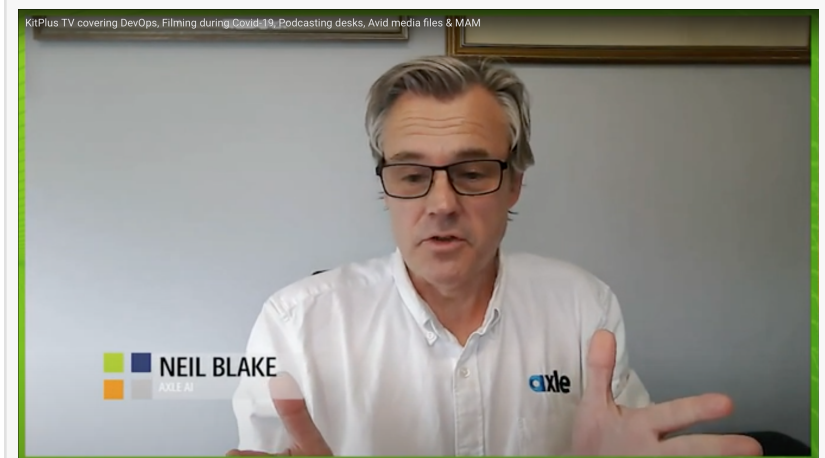 KitPlus TV covering DevOps, Filming during Covid-19, Podcasting desks, Avid media files & MAM
NEIL BLAKE
AXLE AI
axle